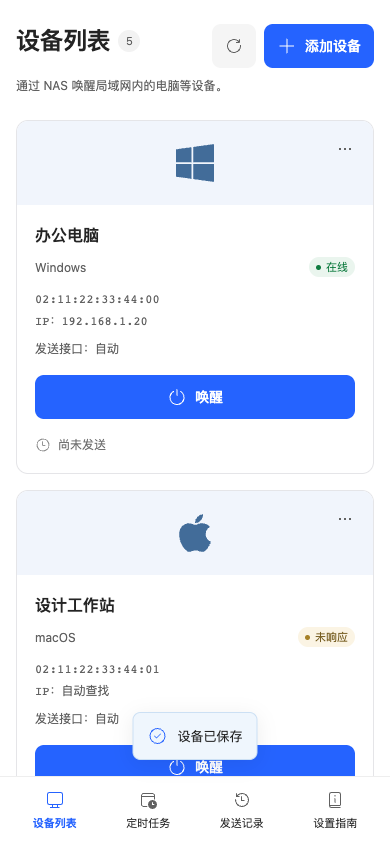 设备列表 5
添加设备
通过 NAS 唤醒局域网内的电脑等设备。
办公电脑
Windows
在线
02:11:22:33:44:00
IP: 192.168.1.20
发送接口: 自动
唤醒
尚未发送
设计工作站
macOS
未响应
02:11:22:33:44:01
IP: 自动查找
发送接口: 自动
设备已保存
唤醒
设备列表
定时任务
发送记录
设置指南